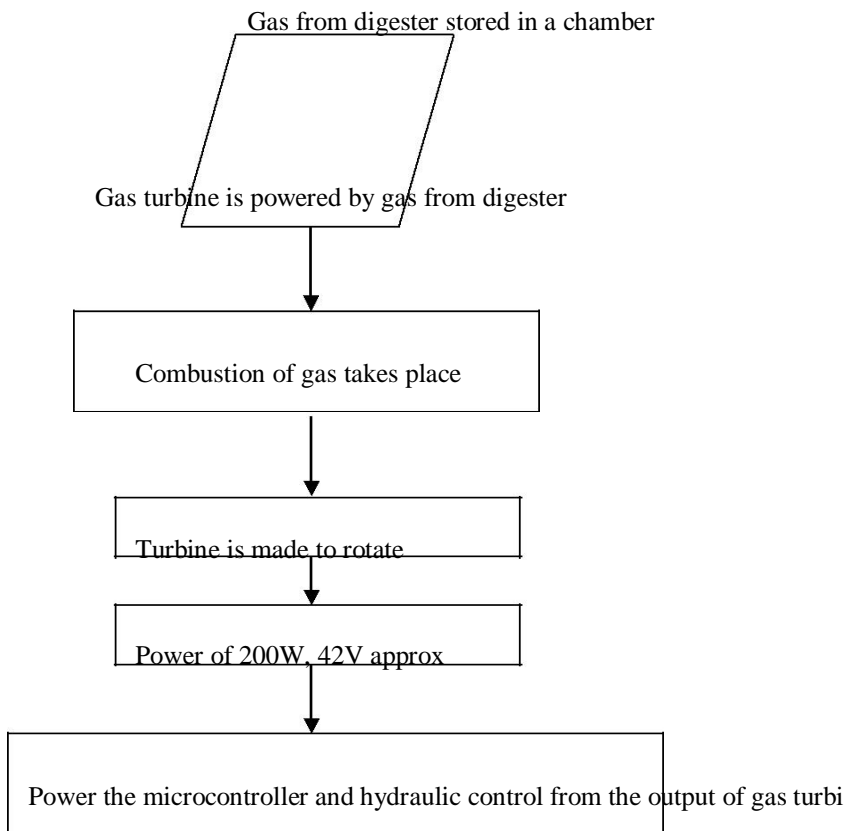 Gas from digester stored in a chamber
Gas turbine is powered by gas from digester
Combustion of gas takes place
Turbine is made to rotate
Power of 200W, 42V approx
Power the microcontroller and hydraulic control from the output of gas turbi